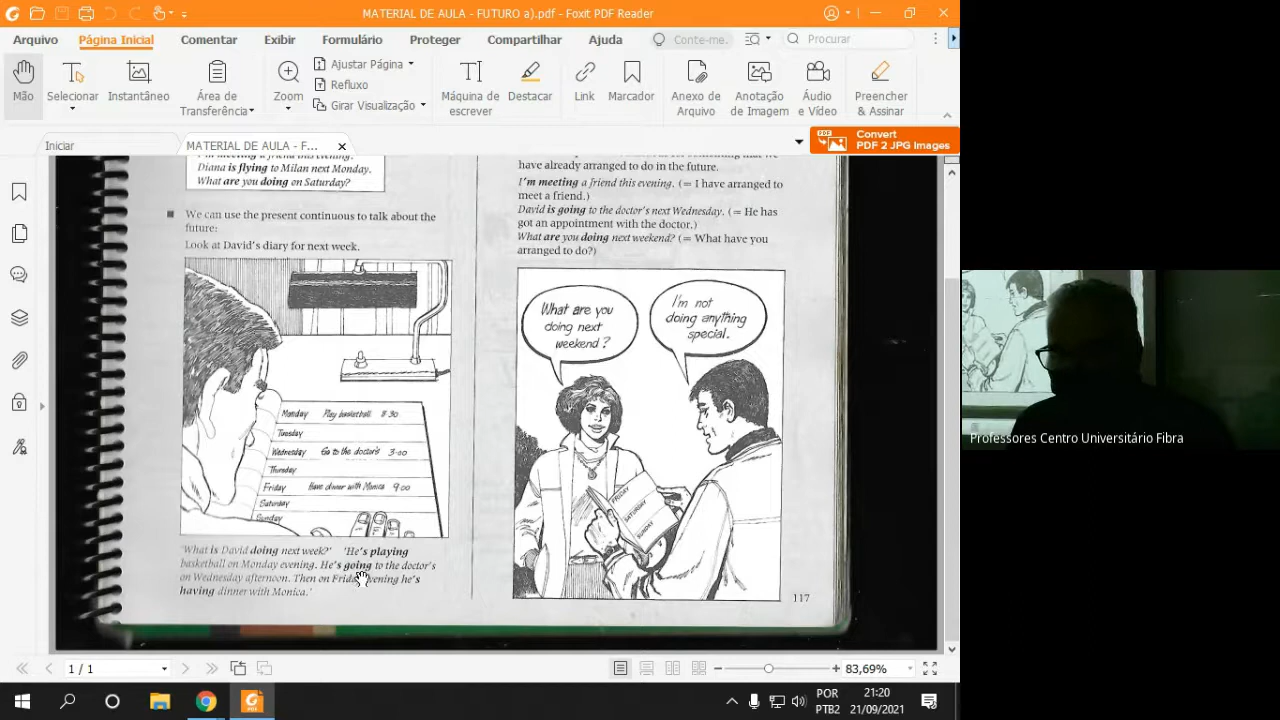 MATERIAL DE AULA - FUTURO a).pdf - Foxit PDF Reader
Arquivo Página Inicial Comentar Exibir Formulário Proteger Compartilhar Ajuda Conte-me. Procurar
Mão
Selecionar
Instantâneo
Área de
Transferência
Zoom
Ajustar Página
Refluxo
Girar Visualização
Máquina de
escrever
Destacar
Link
Marcador
Anexo de
Arquivo
Anotação
de Imagem
Áudio
e Vídeo
Preencher
& Assinar
Iniciar
MATERIAL DE AULA - F...
PDF
Convert
PDF 2 JPG Images
I'm meeting a friend this evening.
Diana is flying to Milan next Monday.
What are you doing on Saturday?
We can use the present continuous to talk about the
future:
Look at David's diary for next week.
Monday Play basketball 8 30
Tuesday
Wednesday Go to the doctor's 3.00
Thursday
Friday Have dinner with Monica 9 00
Saturday
Sunday
'What is David doing next week?' 'He's playing
basketball on Monday evening. He's going to the doctor's
on Wednesday afternoon. Then on Friday evening he's
having dinner with Monica.'
have already arranged to do in the future.
I'm meeting a friend this evening. (= I have arranged to
meet a friend.)
David is going to the doctor's next Wednesday. (= He has
got an appointment with the doctor.)
What are you doing next weekend? (= What have you
arranged to do?)
What are you
doing next
weekend?
I'm not
doing anything
special.
FRIDAY
SATURDAY
SUNDAY
117
Professores Centro Universitário Fibra
1 / 1
83,69%
POR
PTB2
21:20
21/09/2021